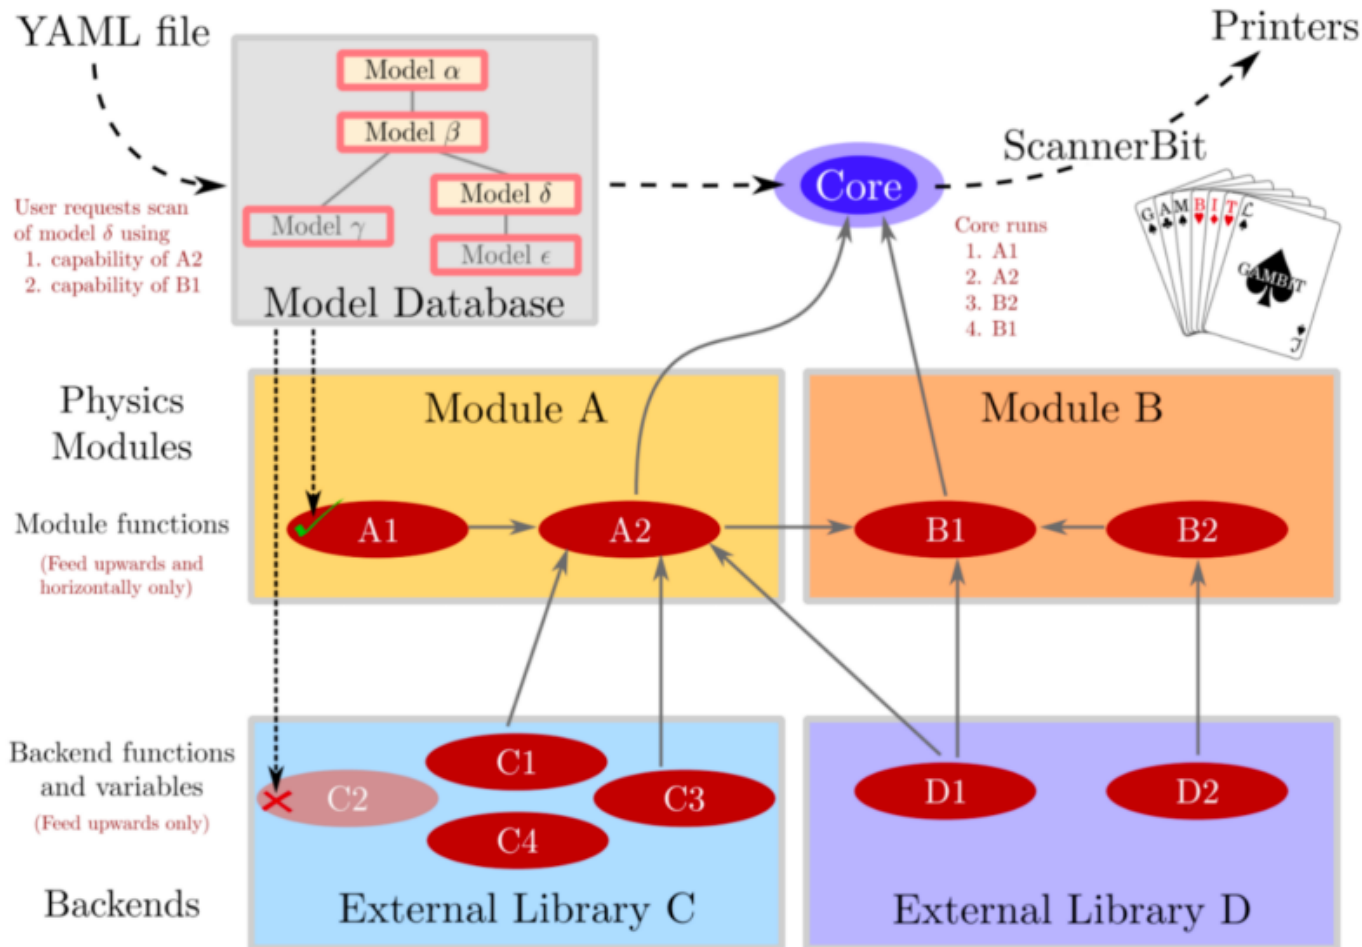 YAML file
Printers
Model α
Model β
Model δ
Model γ
Model ϵ
Model Database
Core
ScannerBit
User requests scan
of model δ using
1. capability of A2
2. capability of B1
Core runs
1. A1
2. A2
3. B2
4. B1
G A M B I T L
GAMBIT
J
Physics
Modules
Module A
Module B
Module functions
(Feed upwards and
horizontally only)
A1
A2
B1
B2
Backend functions
and variables
(Feed upwards only)
C1
C2
C3
C4
D1
D2
Backends
External Library C
External Library D